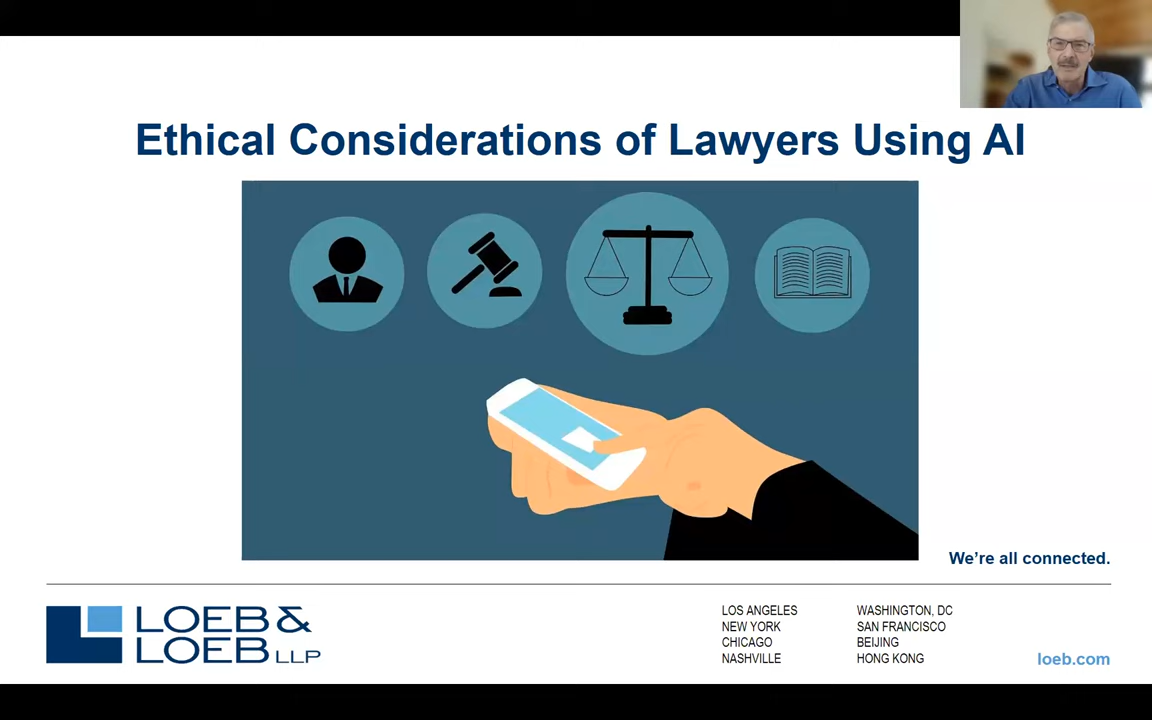 Ethical Considerations of Lawyers Using AI
We're all connected.
LOEB &
LOEB LLP
LOS ANGELES
NEW YORK
CHICAGO
NASHVILLE
WASHINGTON, DC
SAN FRANCISCO
BEIJING
HONG KONG
loeb.com